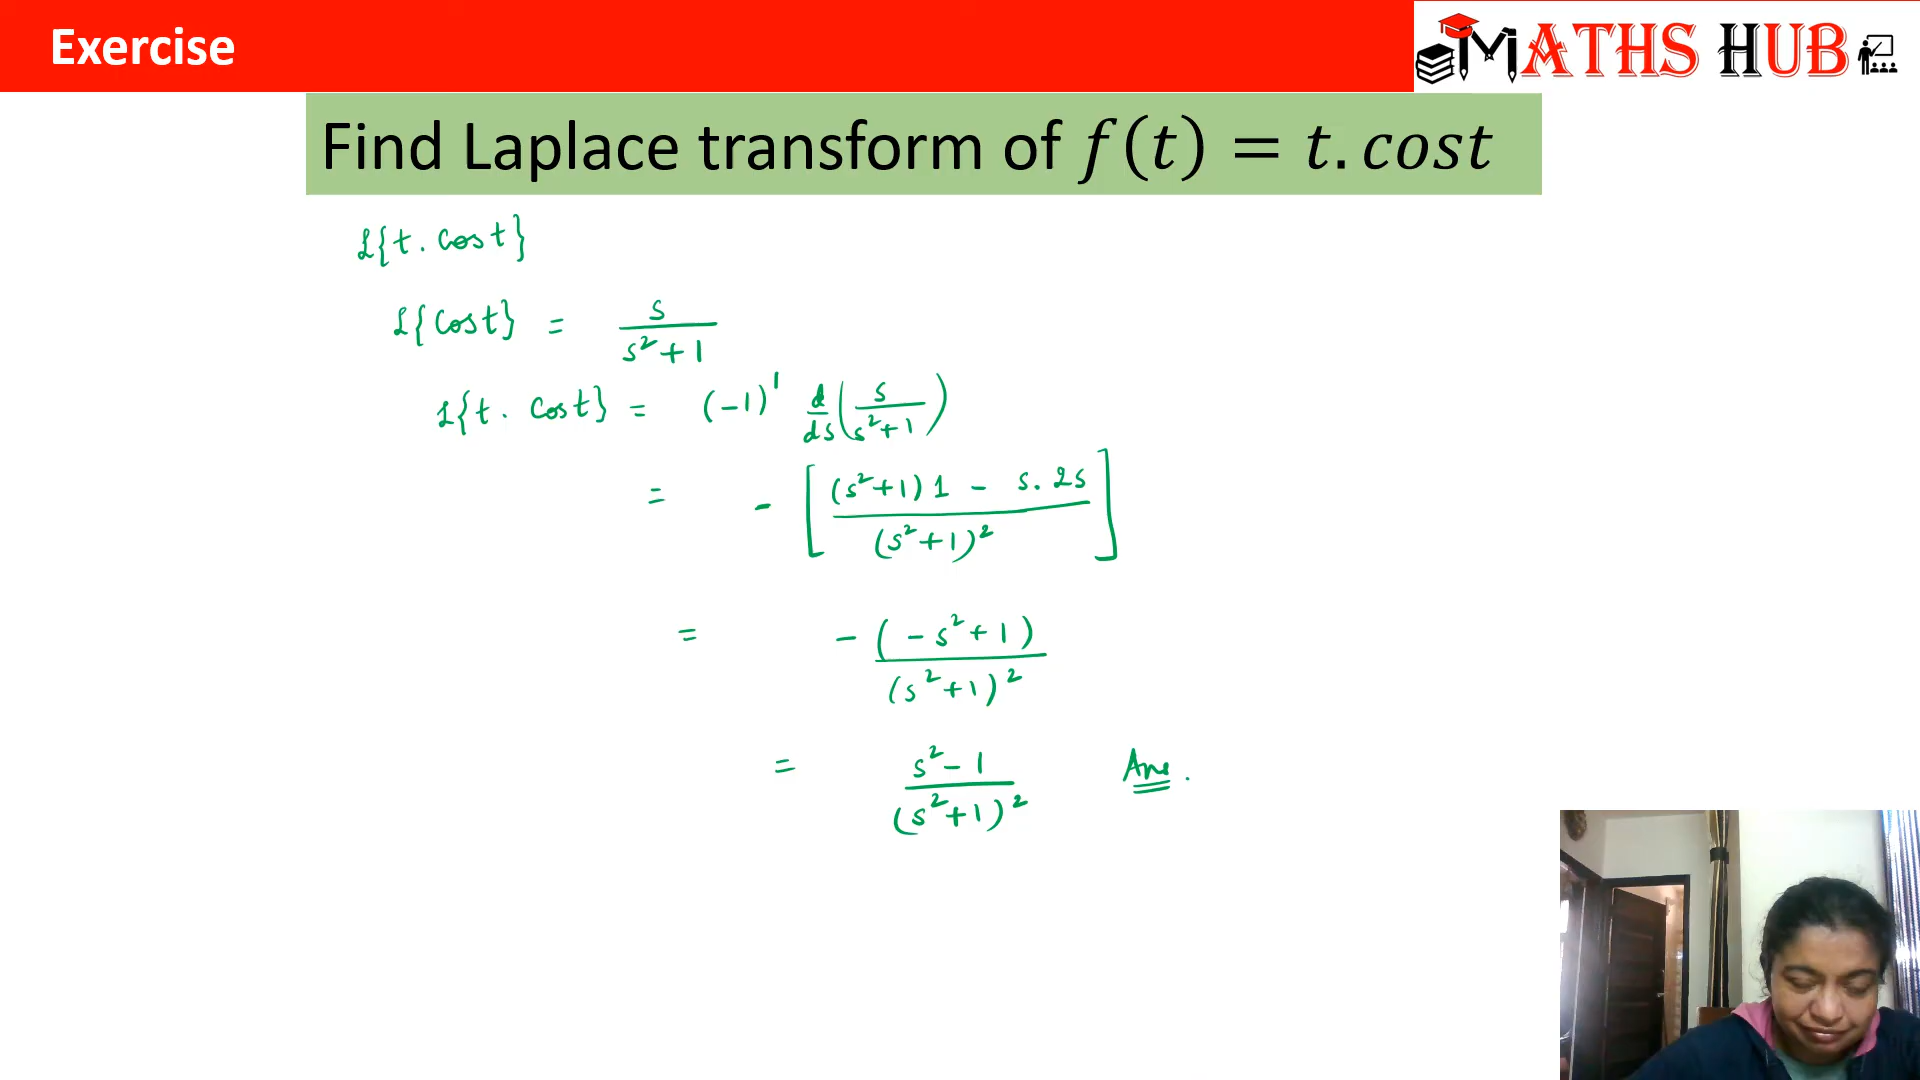 Exercise
MATHS HUB
Find Laplace transform of f(t) = t.cost
ℒ{t. cost}
ℒ{cost} = s/(s²+1)
ℒ{t. cost} = (-1)¹ d/ds (s/(s²+1))
= - [((s²+1)1 - s.2s)/(s²+1)²]
= -(-s²+1)/(s²+1)²
= (s²-1)/(s²+1)² Ans.